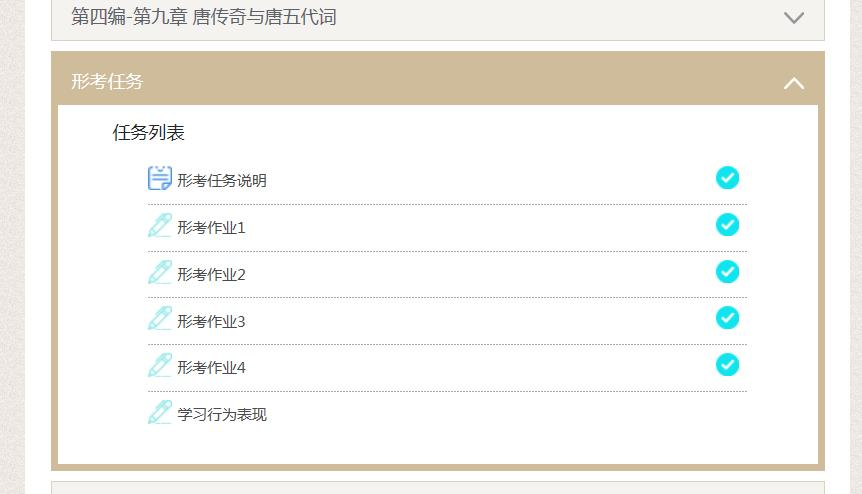 第四编-第九章 唐传奇与唐五代词
形考任务
任务列表
形考任务说明
形考作业1
形考作业2
形考作业3
形考作业4
学习行为表现